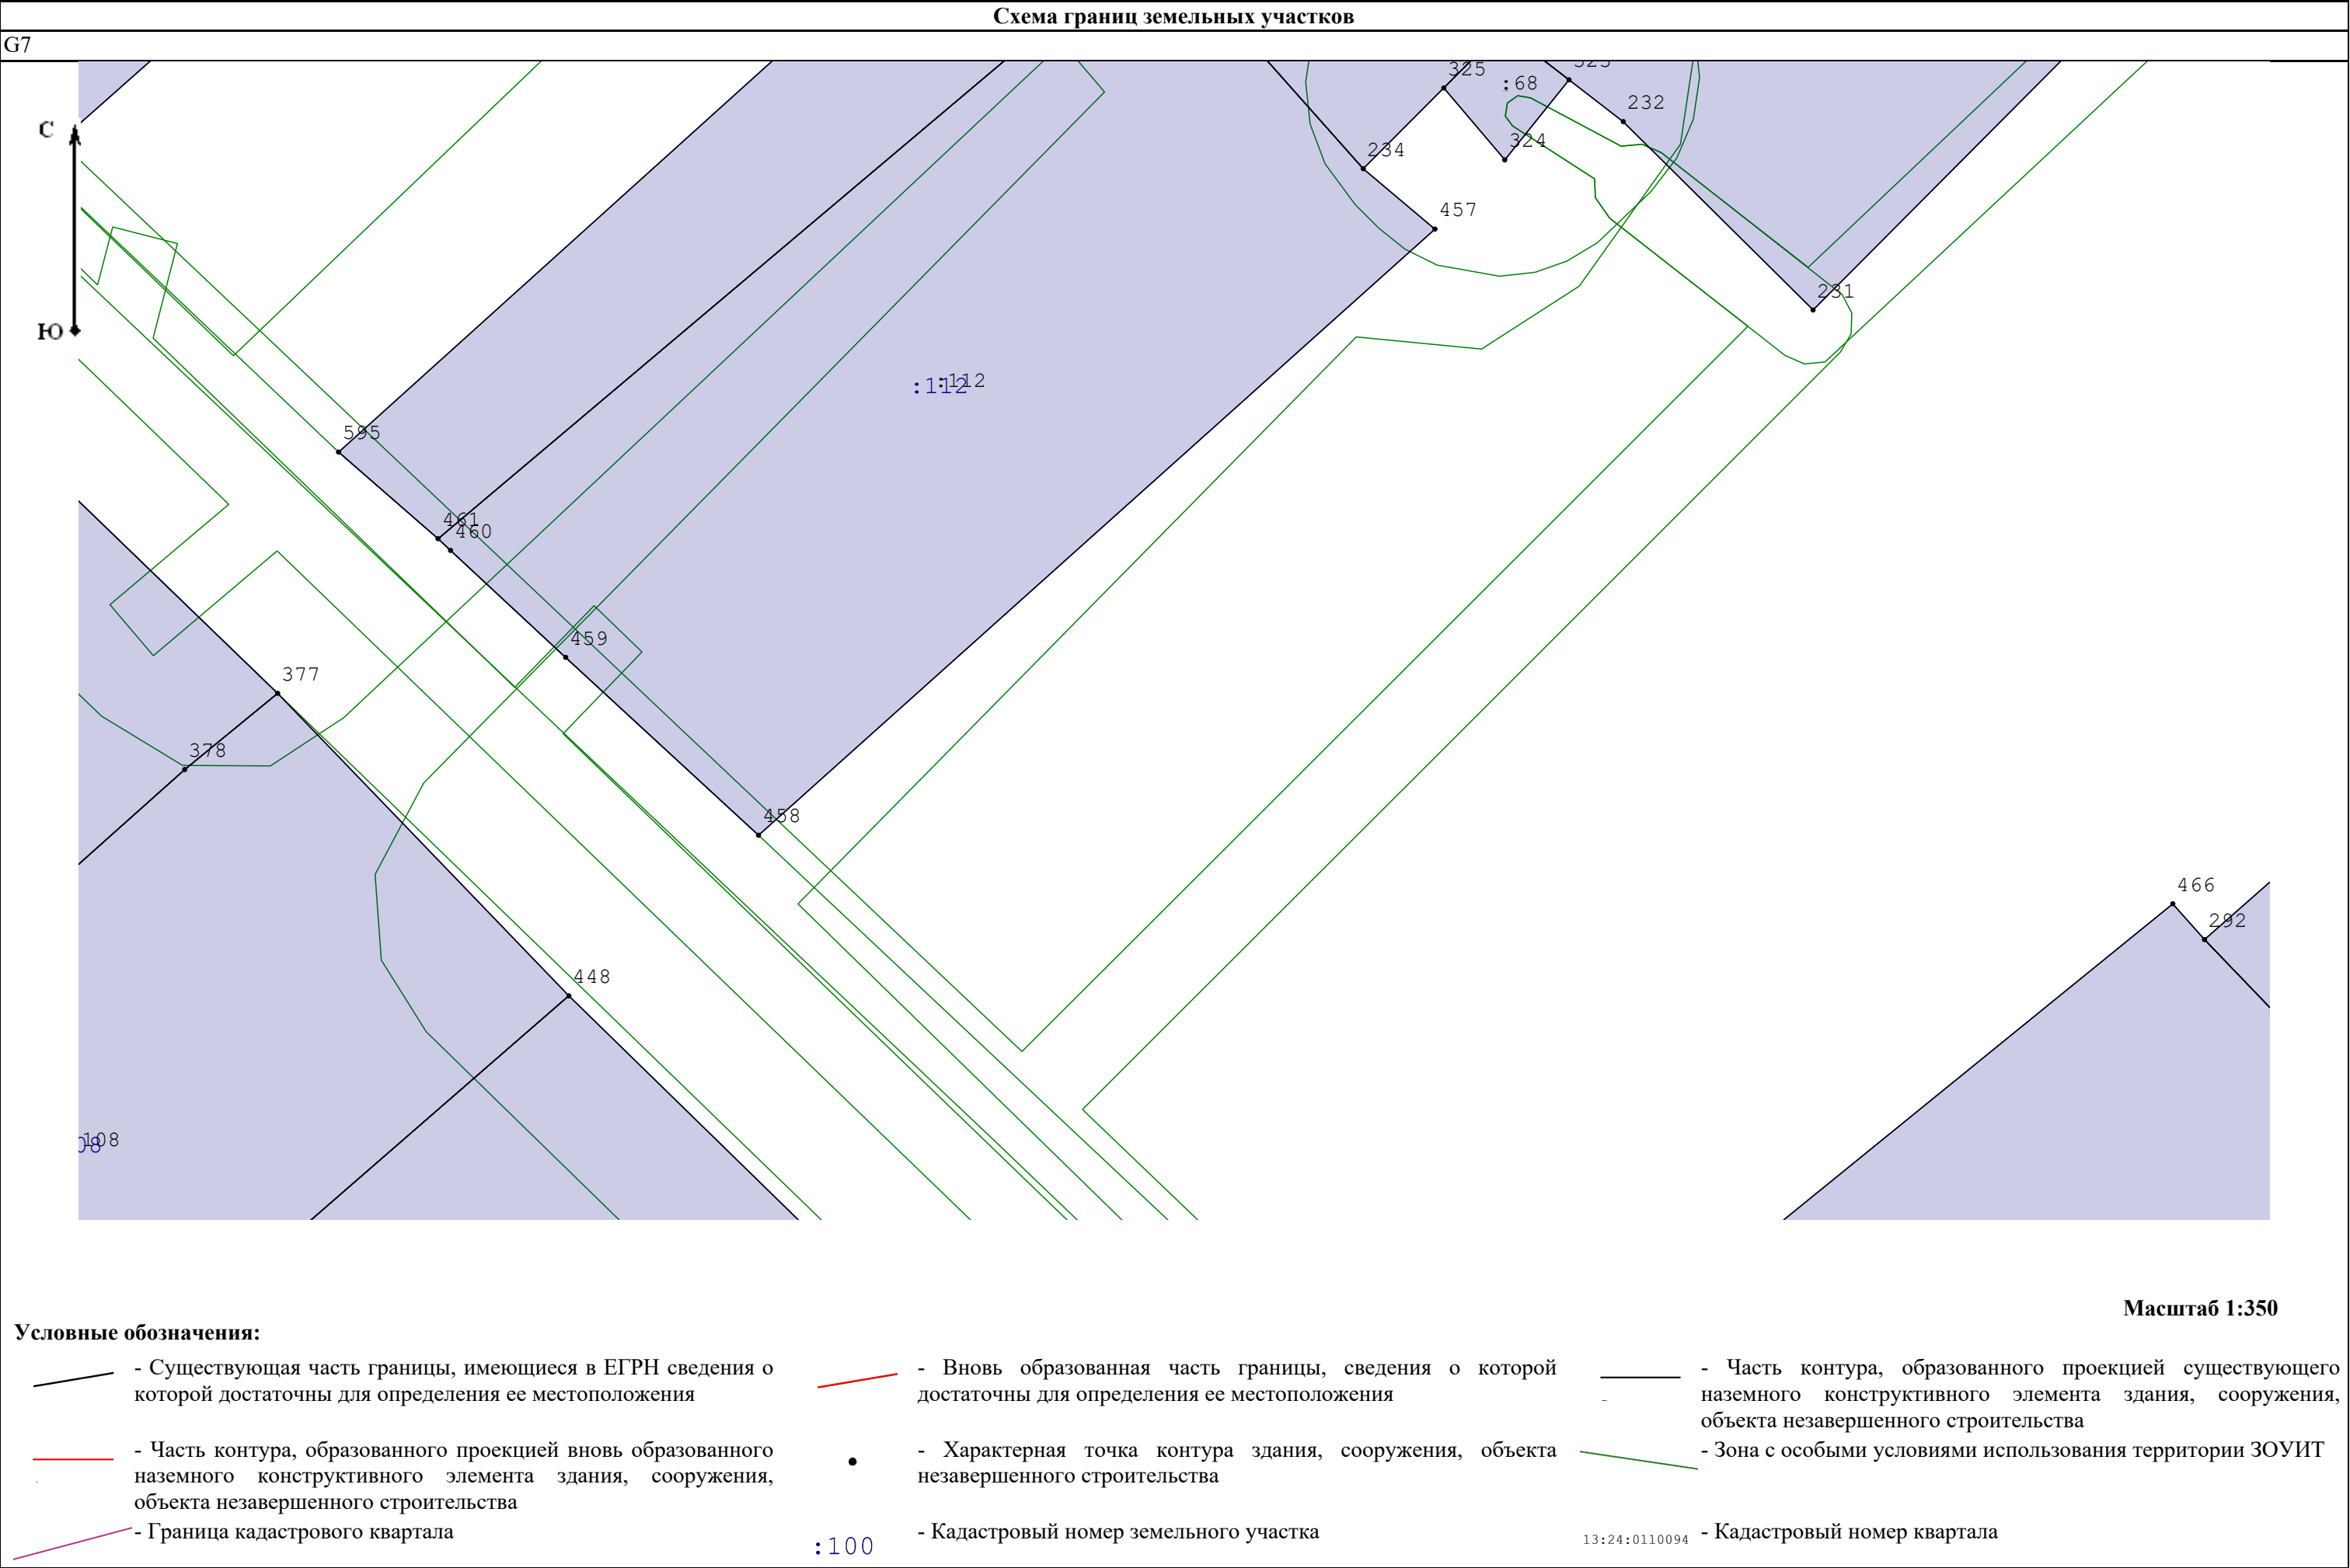 Схема границ земельных участков
G7
С
Ю
325
:68
323
232
324
234
457
231
:112
:112
595
461
460
459
377
378
458
466
292
448
108
08
Масштаб 1:350
Условные обозначения:
- Существующая часть границы, имеющиеся в ЕГРН сведения о
которой достаточны для определения ее местоположения
- Вновь образованная часть границы, сведения о которой
достаточны для определения ее местоположения
- Часть контура, образованного проекцией существующего
наземного конструктивного элемента здания, сооружения,
объекта незавершенного строительства
- Часть контура, образованного проекцией вновь образованного
наземного конструктивного элемента здания, сооружения,
объекта незавершенного строительства
- Характерная точка контура здания, сооружения, объекта
незавершенного строительства
- Зона с особыми условиями использования территории ЗОУИТ
- Граница кадастрового квартала
:100
- Кадастровый номер земельного участка
13:24:0110094
- Кадастровый номер квартала